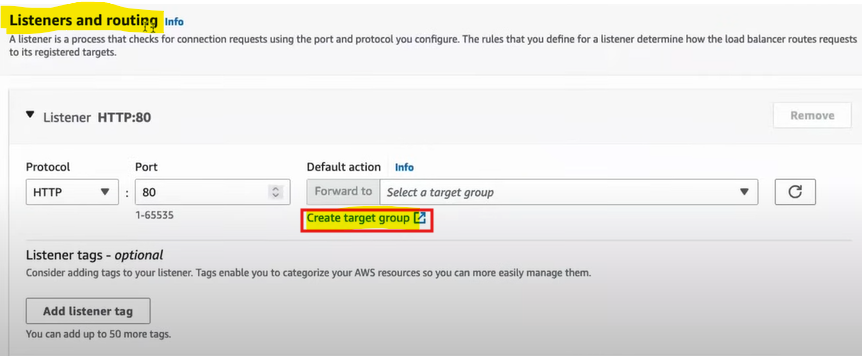 Listeners and routing Info
A listener is a process that checks for connection requests using the port and protocol you configure. The rules that you define for a listener determine how the load balancer routes requests
to its registered targets.
Listener HTTP:80
Remove
Protocol Port Default action Info
HTTP : 80 Forward to Select a target group
1-65535 Create target group
Listener tags - optional
Consider adding tags to your listener. Tags enable you to categorize your AWS resources so you can more easily manage them.
Add listener tag
You can add up to 50 more tags.